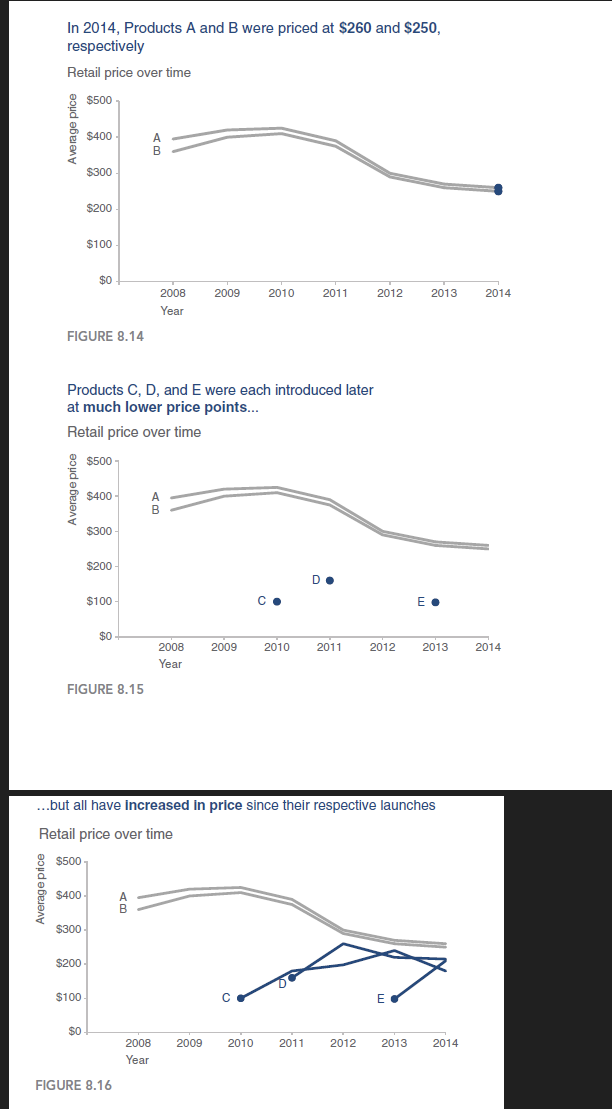 In 2014, Products A and B were priced at $260 and $250,
respectively
Retail price over time
Average price
$500
$400
$300
$200
$100
$0
A
B
2008 2009 2010 2011 2012 2013 2014
Year
FIGURE 8.14
Products C, D, and E were each introduced later
at much lower price points...
Retail price over time
Average price
$500
$400
$300
$200
$100
$0
A
B
D
C
E
2008 2009 2010 2011 2012 2013 2014
Year
FIGURE 8.15
...but all have increased in price since their respective launches
Retail price over time
Average price
$500
$400
$300
$200
$100
$0
A
B
D
C
E
2008 2009 2010 2011 2012 2013 2014
Year
FIGURE 8.16